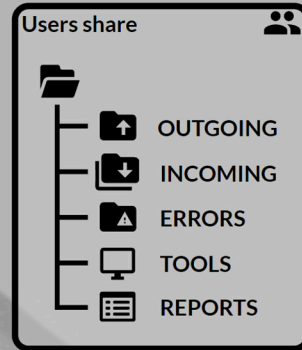 Users share
OUTGOING
INCOMING
ERRORS
TOOLS
REPORTS